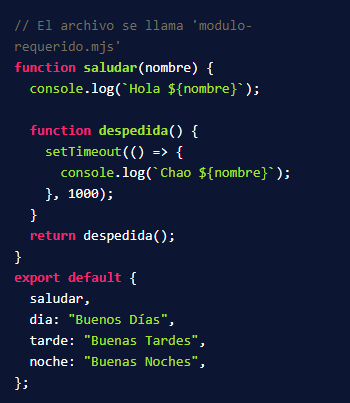 // El archivo se llama 'modulo-
requerido.mjs'
function saludar(nombre) {
  console.log(`Hola ${nombre}`);

  function despedida() {
    setTimeout(() => {
      console.log(`Chao ${nombre}`);
    }, 1000);
  }
  return despedida();
}
export default {
  saludar,
  dia: "Buenos Días",
  tarde: "Buenas Tardes",
  noche: "Buenas Noches",
};